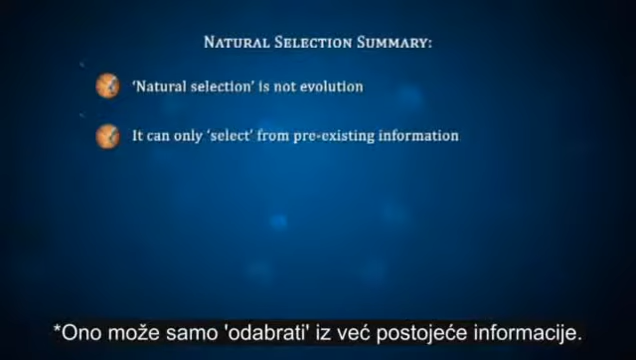 NATURAL SELECTION SUMMARY:
‘Natural selection’ is not evolution
It can only ‘select’ from pre-existing information
*Ono može samo 'odabrati' iz već postojeće informacije.